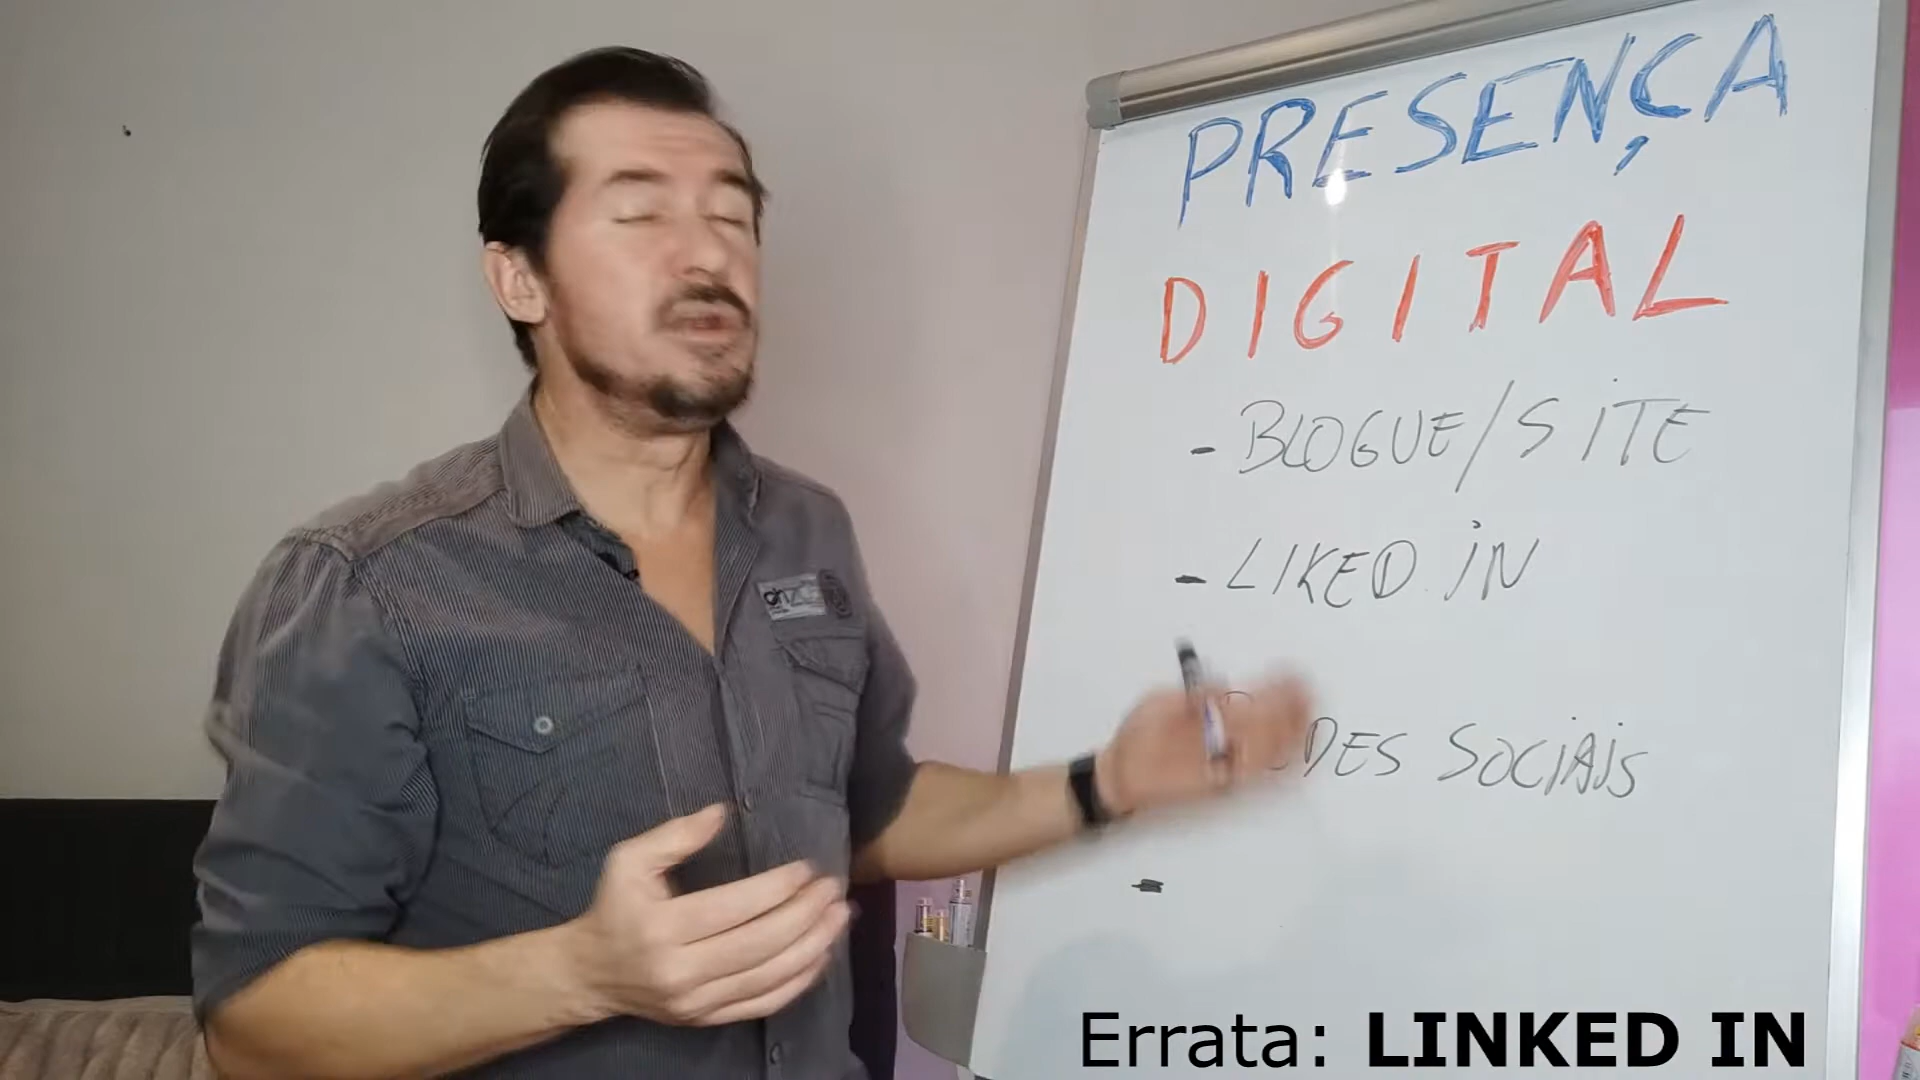 PRESENÇA
DIGITAL
- BLOGUE/SITE
- LIKED IN
SOCIAIS
-
Errata: LINKED IN